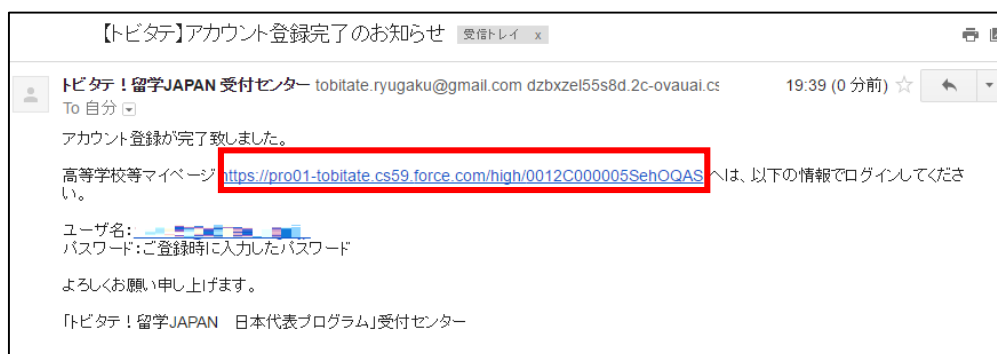 【トビタテ】アカウント登録完了のお知らせ 受信トレイ x
トビタテ！留学JAPAN 受付センター tobitate.ryugaku@gmail.com dzbxzel55s8d.2c-ovauai.cs 19:39 (0 分前)
To 自分
アカウント登録が完了致しました。
高等学校等マイページ https://pro01-tobitate.cs59.force.com/high/0012C000005SehOQAS へは、以下の情報でログインしてくださ
い。
ユーザ名:
パスワード:ご登録時に入力したパスワード
よろしくお願い申し上げます。
「トビタテ！留学JAPAN　日本代表プログラム」受付センター